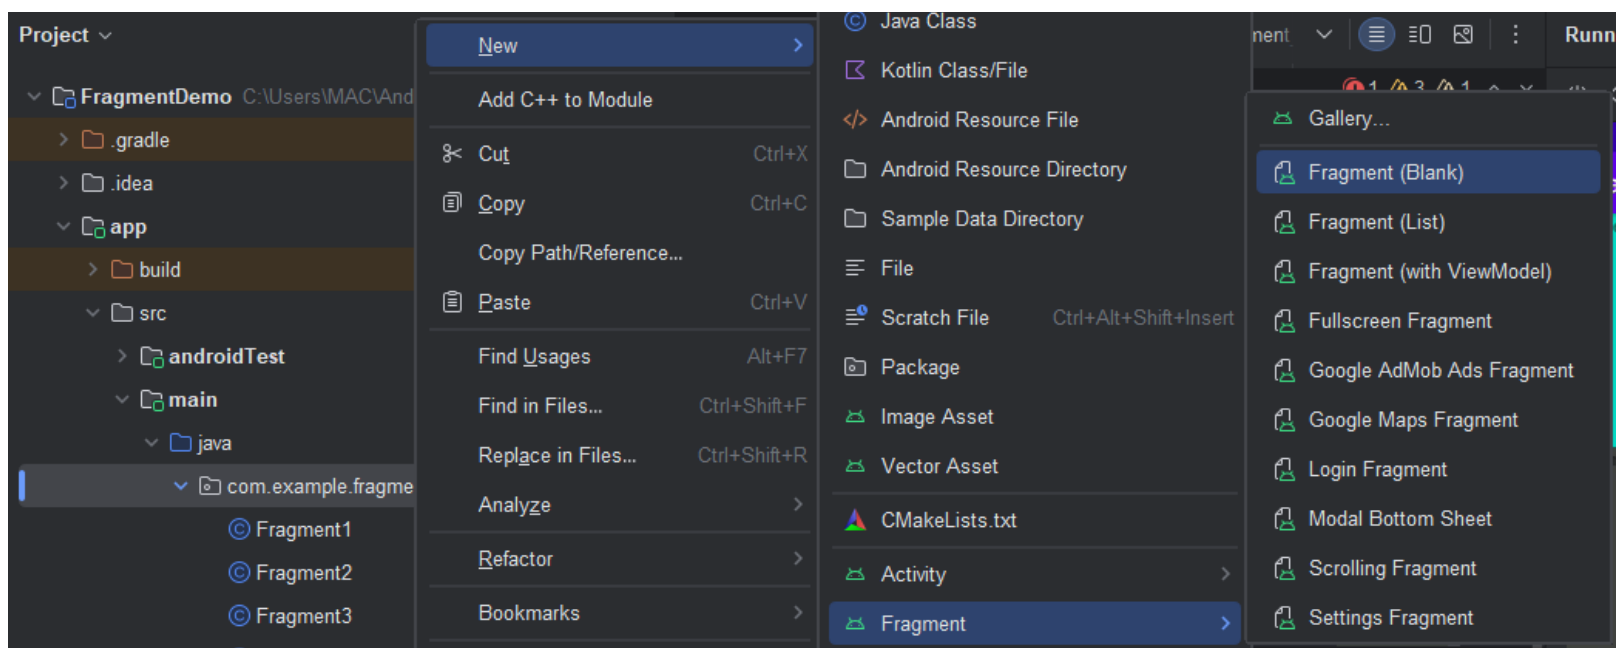 Project
FragmentDemo C:\Users\MAC\And
.gradle
.idea
app
build
src
androidTest
main
java
com.example.fragme
Fragment1
Fragment2
Fragment3
New
Add C++ to Module
Cut Ctrl+X
Copy Ctrl+C
Copy Path/Reference...
Paste Ctrl+V
Find Usages Alt+F7
Find in Files... Ctrl+Shift+F
Replace in Files... Ctrl+Shift+R
Analyze
Refactor
Bookmarks
Java Class
Kotlin Class/File
Android Resource File
Android Resource Directory
Sample Data Directory
File
Scratch File Ctrl+Alt+Shift+Insert
Package
Image Asset
Vector Asset
CMakeLists.txt
Activity
Fragment
ment
Runn
1 3 1
Gallery...
Fragment (Blank)
Fragment (List)
Fragment (with ViewModel)
Fullscreen Fragment
Google AdMob Ads Fragment
Google Maps Fragment
Login Fragment
Modal Bottom Sheet
Scrolling Fragment
Settings Fragment